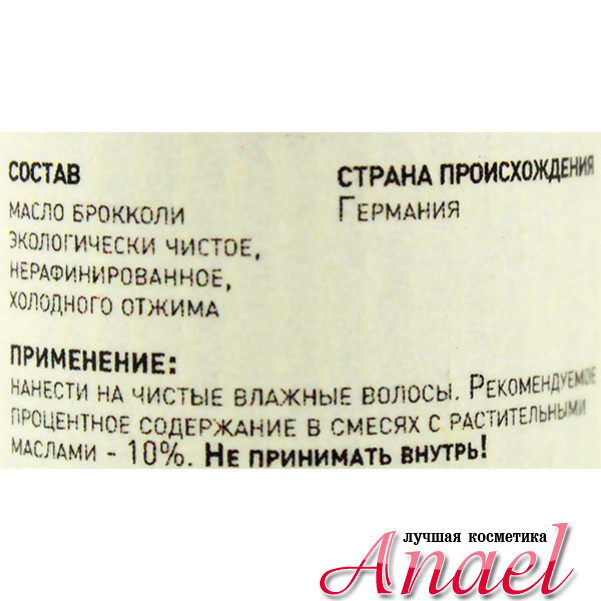 СОСТАВ
МАСЛО БРОККОЛИ
ЭКОЛОГИЧЕСКИ ЧИСТОЕ,
НЕРАФИНИРОВАННОЕ,
ХОЛОДНОГО ОТЖИМА
СТРАНА ПРОИСХОЖДЕНИЯ
ГЕРМАНИЯ
ПРИМЕНЕНИЕ:
НАНЕСТИ НА ЧИСТЫЕ ВЛАЖНЫЕ ВОЛОСЫ. РЕКОМЕНДУЕМОЕ
ПРОЦЕНТНОЕ СОДЕРЖАНИЕ В СМЕСЯХ С РАСТИТЕЛЬНЫМИ
МАСЛАМИ - 10%. НЕ ПРИНИМАТЬ ВНУТРЬ!
лучшая косметика
Anael